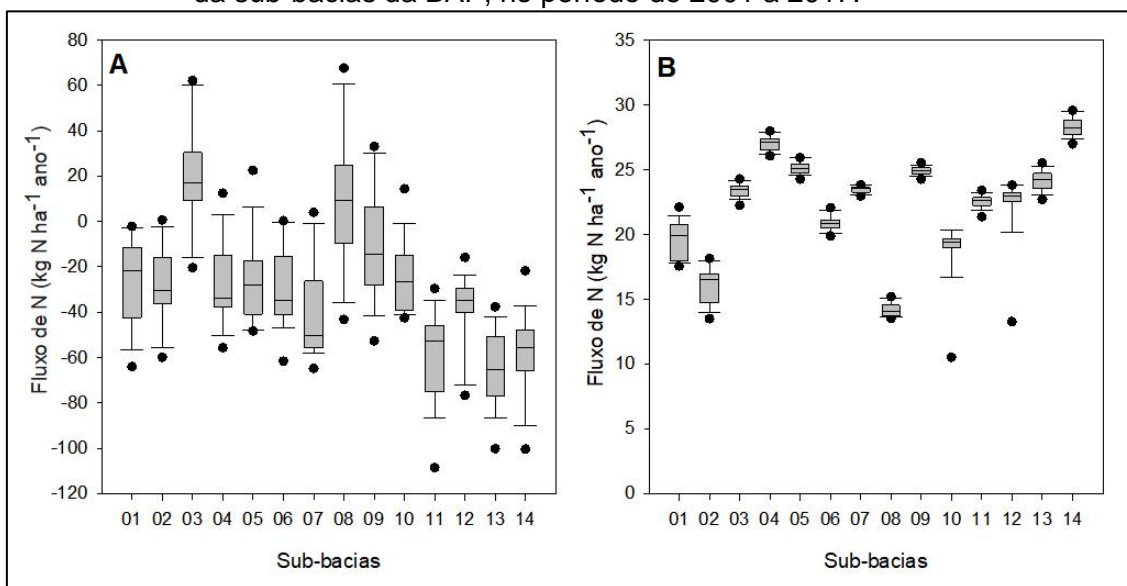 da sub-bacias da BAP, no período de 2001 a 2017.
A
Fluxo de N (kg N ha⁻¹ ano⁻¹)
80
60
40
20
0
-20
-40
-60
-80
-100
-120
01 02 03 04 05 06 07 08 09 10 11 12 13 14
Sub-bacias
B
Fluxo de N (kg N ha⁻¹ ano⁻¹)
35
30
25
20
15
10
5
0
01 02 03 04 05 06 07 08 09 10 11 12 13 14
Sub-bacias